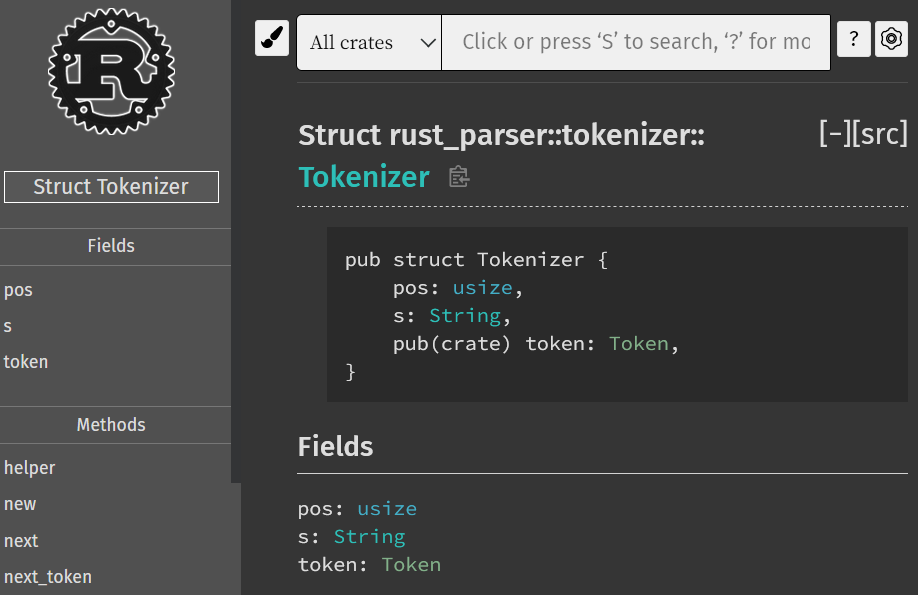 R
Struct Tokenizer
Fields
pos
s
token
Methods
helper
new
next
next_token
All crates
Click or press ‘S’ to search, ‘?’ for mo
?
Struct rust_parser::tokenizer::
Tokenizer
[−][src]
pub struct Tokenizer {
    pos: usize,
    s: String,
    pub(crate) token: Token,
}
Fields
pos: usize
s: String
token: Token